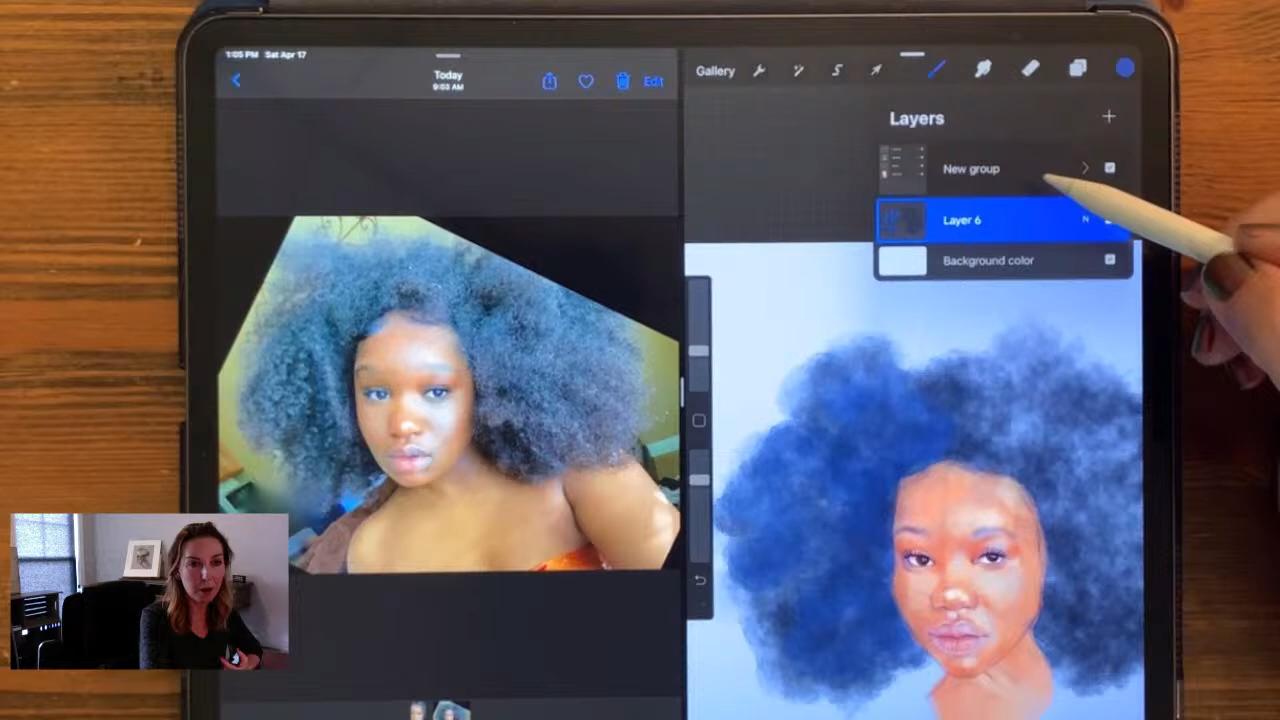 1:05 PM Sat Apr 17
Today
9:03 AM
Edit
Gallery
Layers
New group
Layer 6
N
Background color